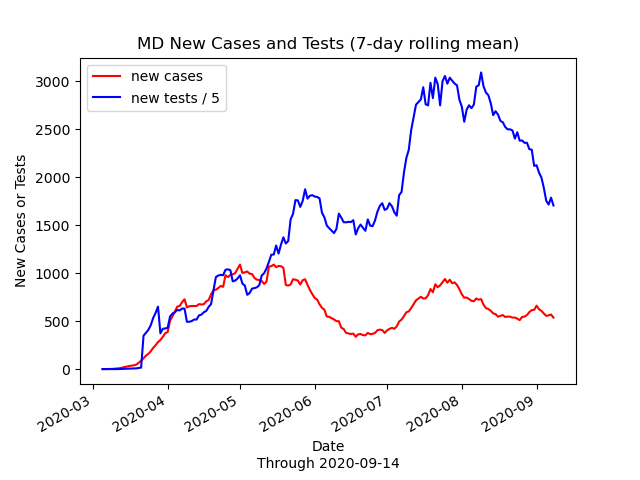 MD New Cases and Tests (7-day rolling mean)
new cases
new tests / 5
New Cases or Tests
3000
2500
2000
1500
1000
500
0
2020-03
2020-04
2020-05
2020-06
2020-07
2020-08
2020-09
Date
Through 2020-09-14